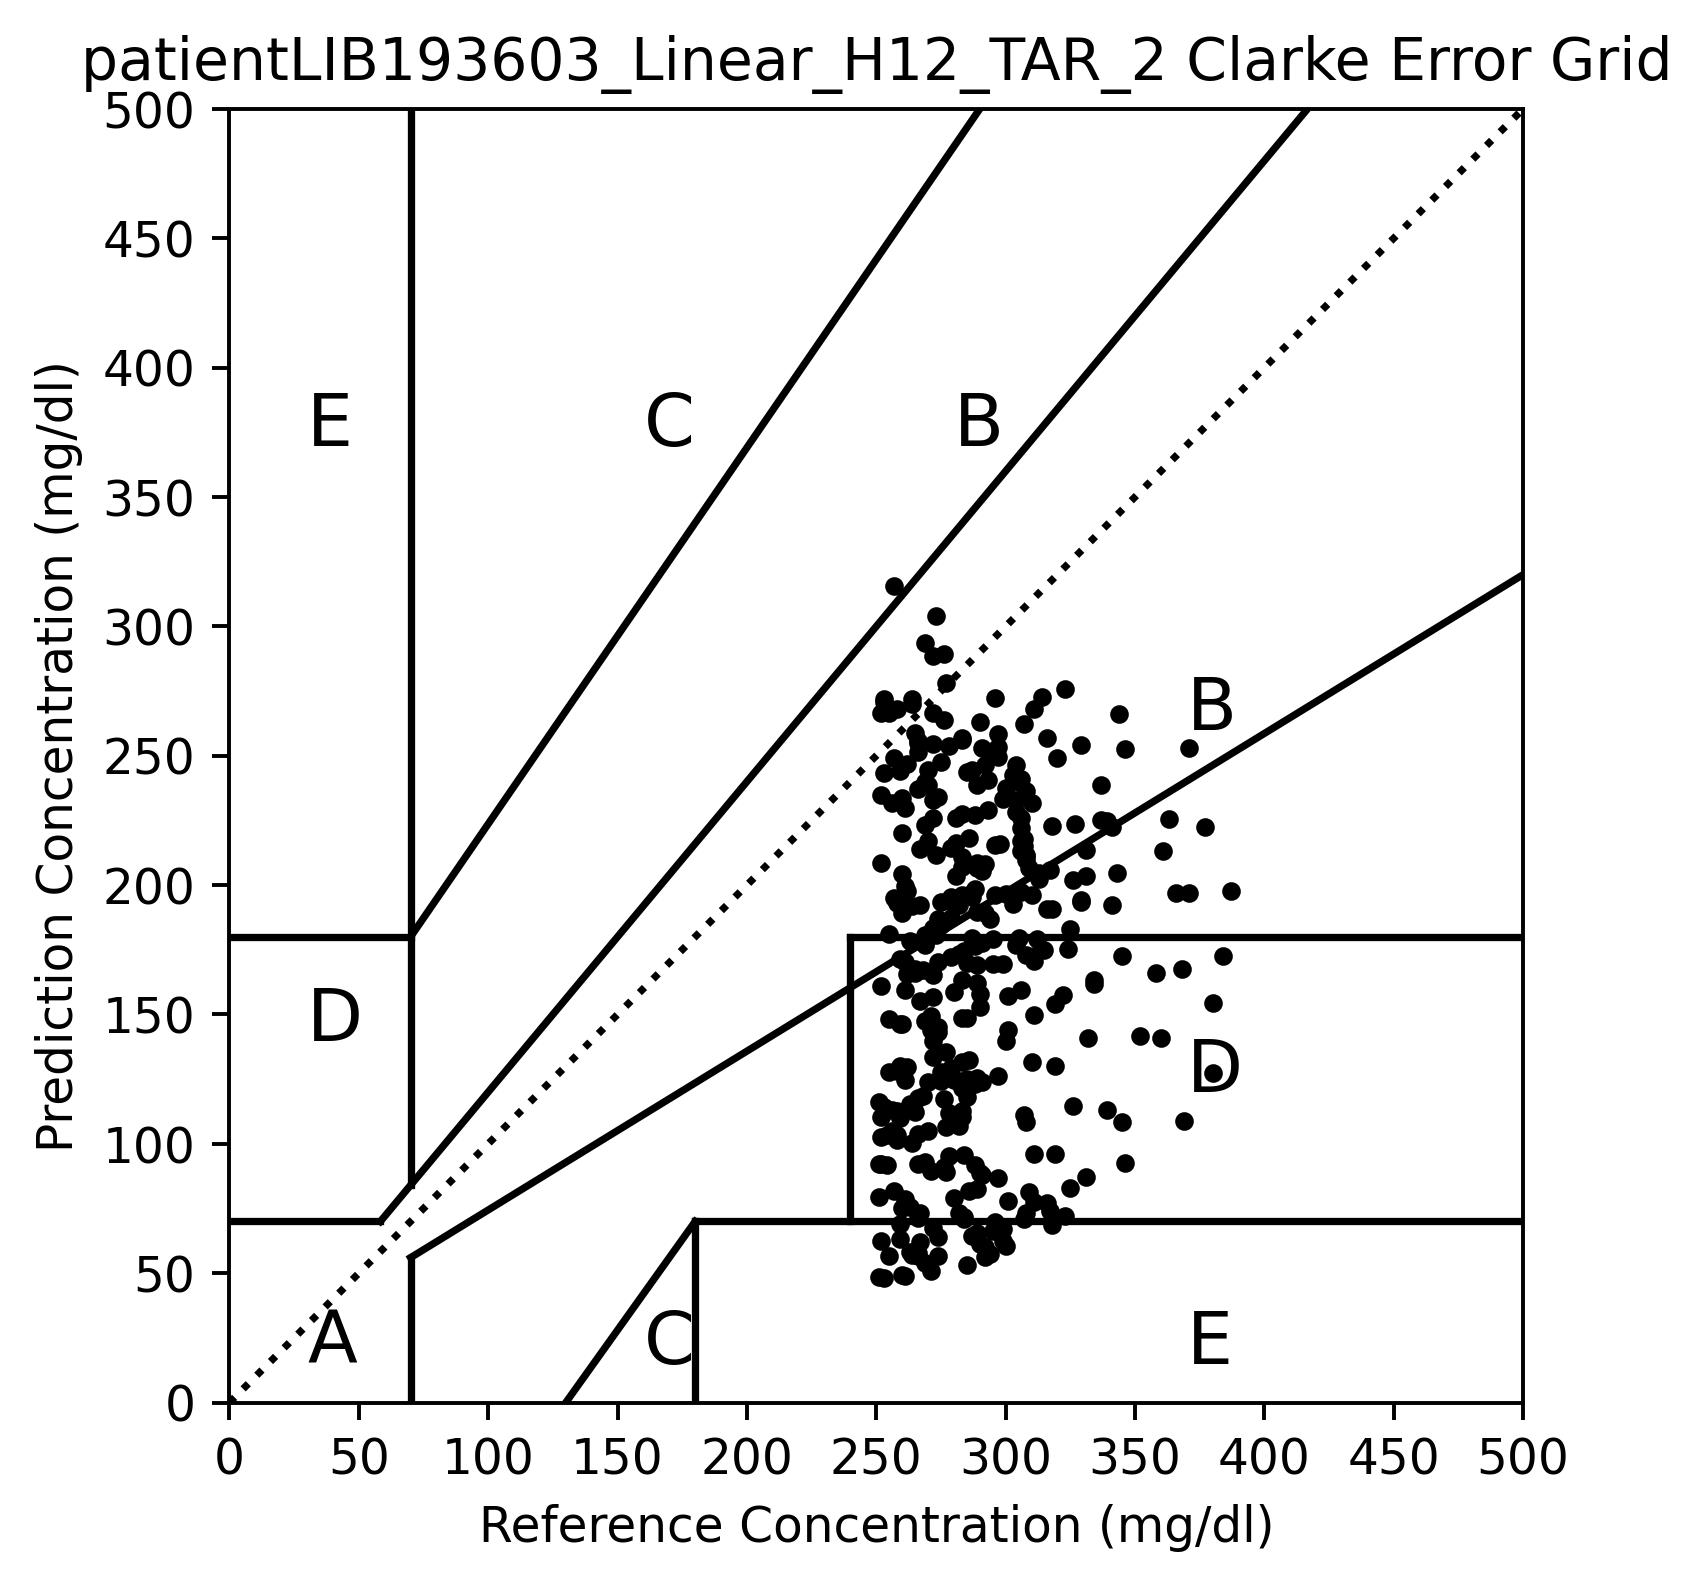 patientLIB193603_Linear_H12_TAR_2 Clarke Error Grid
Prediction Concentration (mg/dl)
500
450
400
350
300
250
200
150
100
50
0
E
C
B
B
D
D
A
C
E
0 50 100 150 200 250 300 350 400 450 500
Reference Concentration (mg/dl)